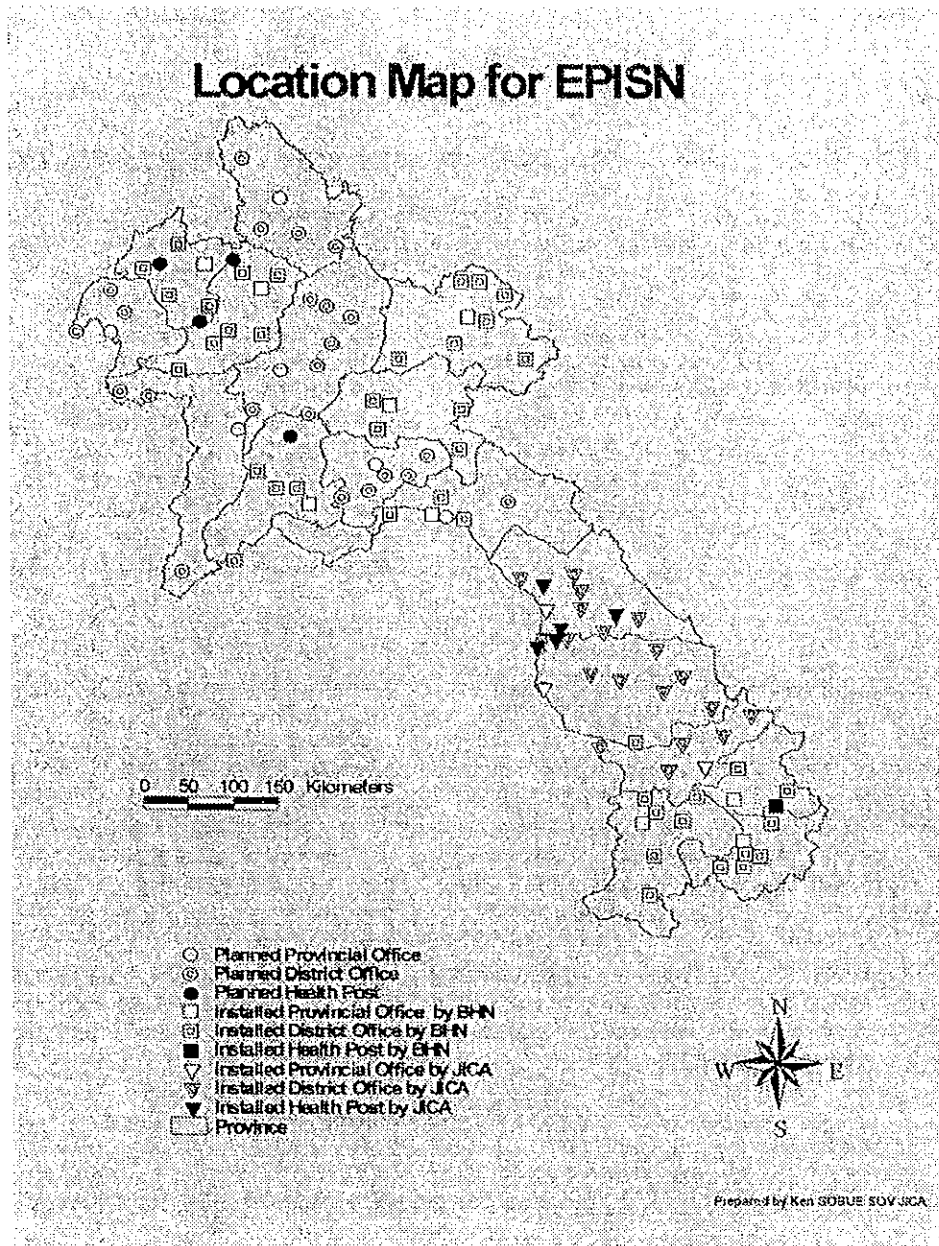 Location Map for EPISN
0 50 100 150 Kilometers
Planned Provincial Office
Planned District Office
Planned Health Post
Installed Provincial Office by BHN
Installed District Office by BHN
Installed Health Post by BHN
Installed Provincial Office by JICA
Installed District Office by JICA
Installed Health Post by JICA
Province
N
W E
S
Prepared by Ken SOBUE SOV JICA